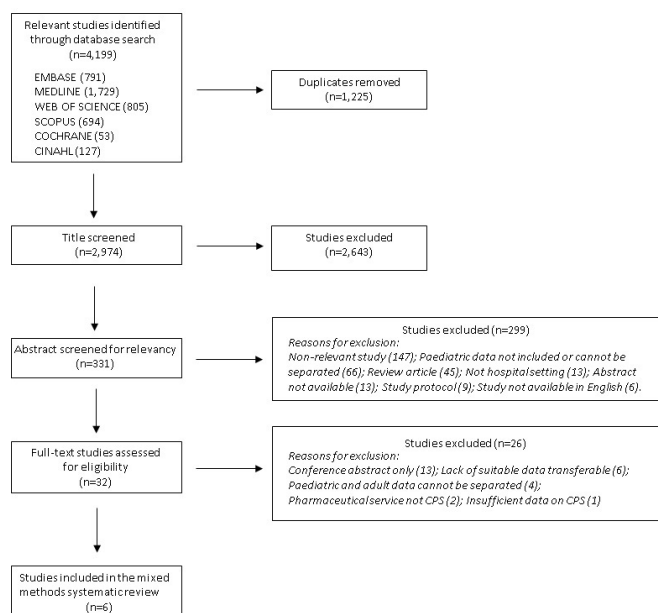 Relevant studies identified
through database search
(n=4,199)
EMBASE (791)
MEDLINE (1,729)
WEB OF SCIENCE (805)
SCOPUS (694)
COCHRANE (53)
CINAHL (127)
Duplicates removed
(n=1,225)
Title screened
(n=2,974)
Studies excluded
(n=2,643)
Abstract screened for relevancy
(n=331)
Studies excluded (n=299)
Reasons for exclusion:
Non-relevant study (147); Paediatric data not included or cannot be
separated (66); Review article (45); Not hospital setting (13); Abstract
not available (13); Study protocol (9); Study not available in English (6).
Full-text studies assessed
for eligibility
(n=32)
Studies excluded (n=26)
Reasons for exclusion:
Conference abstract only (13); Lack of suitable data transferable (6);
Paediatric and adult data cannot be separated (4);
Pharmaceutical service not CPS (2); Insufficient data on CPS (1)
Studies included in the mixed
methods systematic review
(n=6)